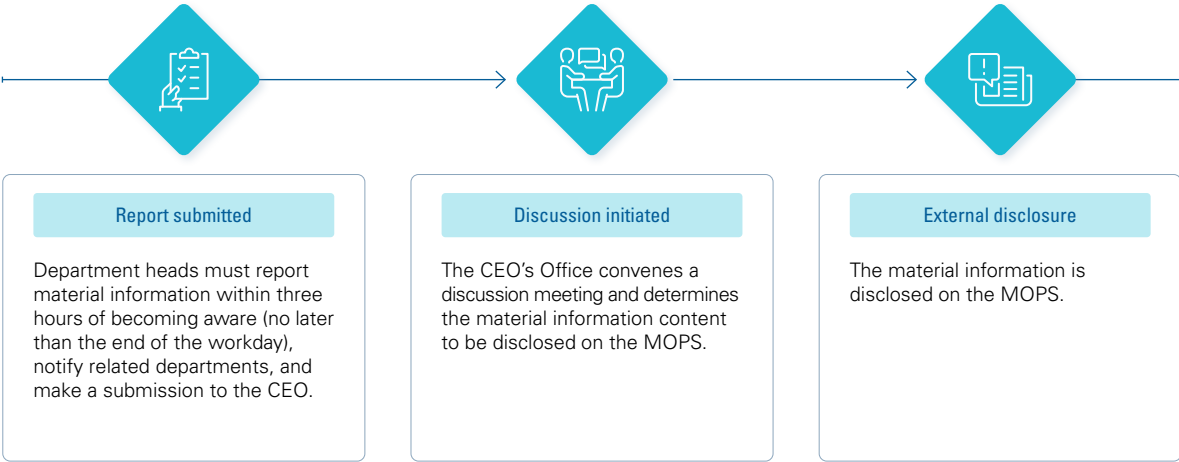 Report submitted
Department heads must report
material information within three
hours of becoming aware (no later
than the end of the workday),
notify related departments, and
make a submission to the CEO.
Discussion initiated
The CEO’s Office convenes a
discussion meeting and determines
the material information content
to be disclosed on the MOPS.
External disclosure
The material information is
disclosed on the MOPS.